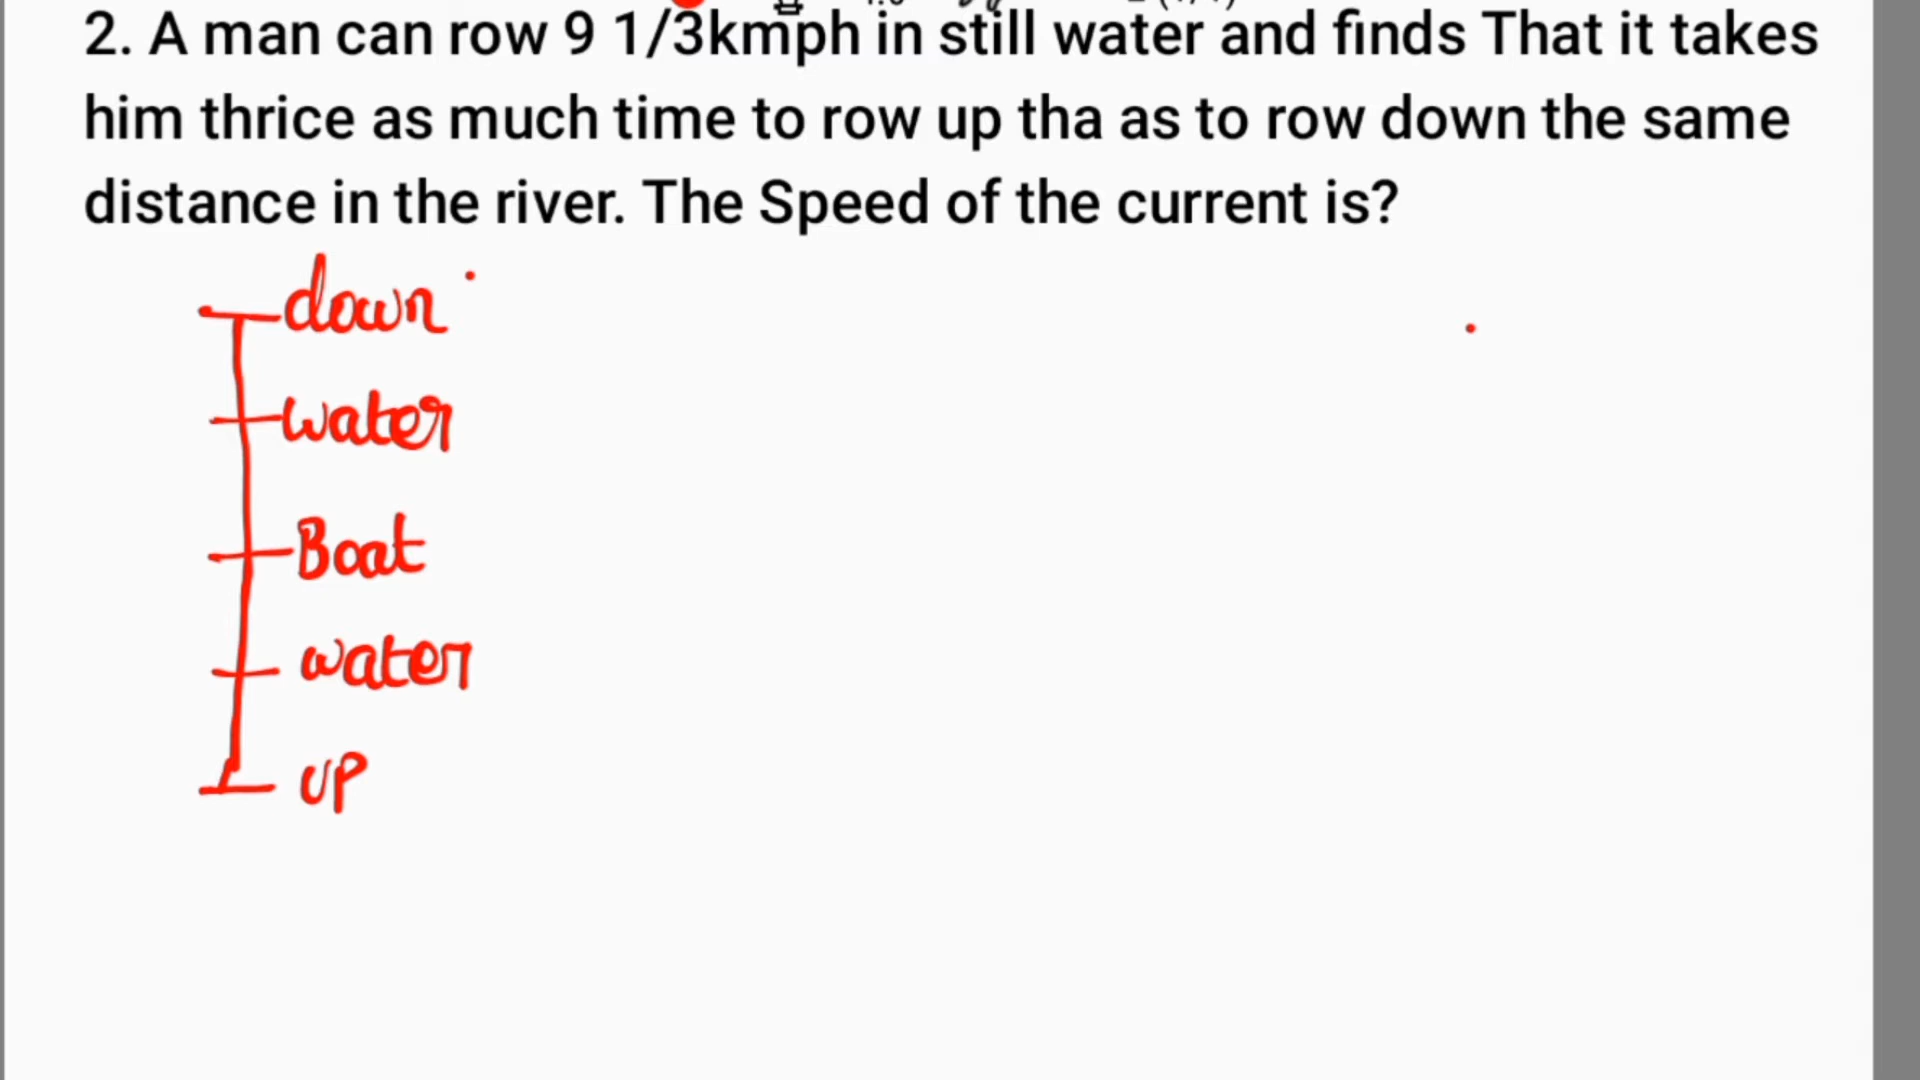 2. A man can row 9 1/3kmph in still water and finds That it takes
him thrice as much time to row up tha as to row down the same
distance in the river. The Speed of the current is?
down
water
Boat
water
up